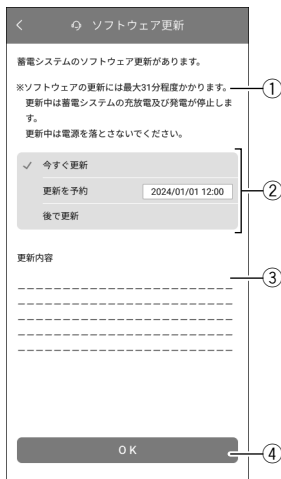 ソフトウェア更新
蓄電システムのソフトウェア更新があります。
※ソフトウェアの更新には最大31分程度かかります。 ①
更新中は蓄電システムの充放電及び発電が停止しま
す。
更新中は電源を落とさないでください。
今すぐ更新
更新を予約 2024/01/01 12:00 ②
後で更新
更新内容
③
OK ④